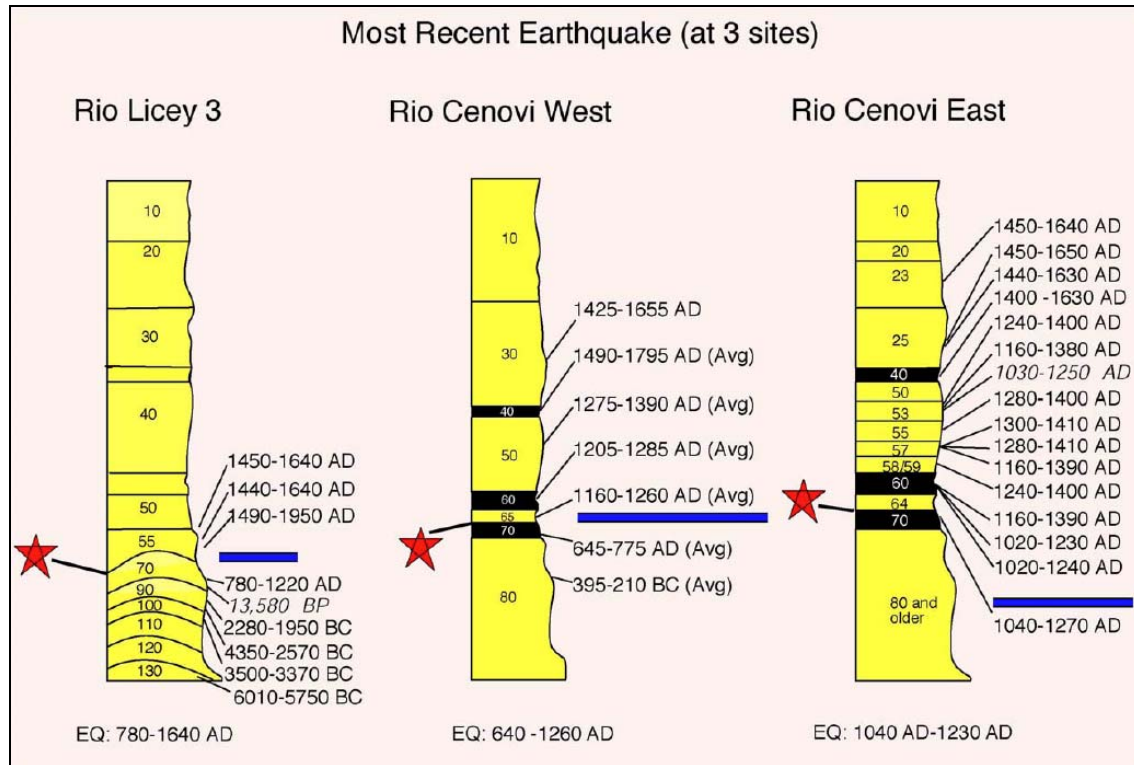 Most Recent Earthquake (at 3 sites)
Rio Licey 3
10
20
30
40
50
55
70
90
100
110
120
130
1450-1640 AD
1440-1640 AD
1490-1950 AD
780-1220 AD
13,580 BP
2280-1950 BC
4350-2570 BC
3500-3370 BC
6010-5750 BC
EQ: 780-1640 AD
Rio Cenovi West
10
30
40
50
60
65
70
80
1425-1655 AD
1490-1795 AD (Avg)
1275-1390 AD (Avg)
1205-1285 AD (Avg)
1160-1260 AD (Avg)
645-775 AD (Avg)
395-210 BC (Avg)
EQ: 640 -1260 AD
Rio Cenovi East
10
20
23
25
40
50
53
55
57
58/59
60
64
70
80 and
older
1450-1640 AD
1450-1650 AD
1440-1630 AD
1400 -1630 AD
1240-1400 AD
1160-1380 AD
1030-1250 AD
1280-1400 AD
1300-1410 AD
1280-1410 AD
1160-1390 AD
1240-1400 AD
1160-1390 AD
1020-1230 AD
1020-1240 AD
1040-1270 AD
EQ: 1040 AD-1230 AD